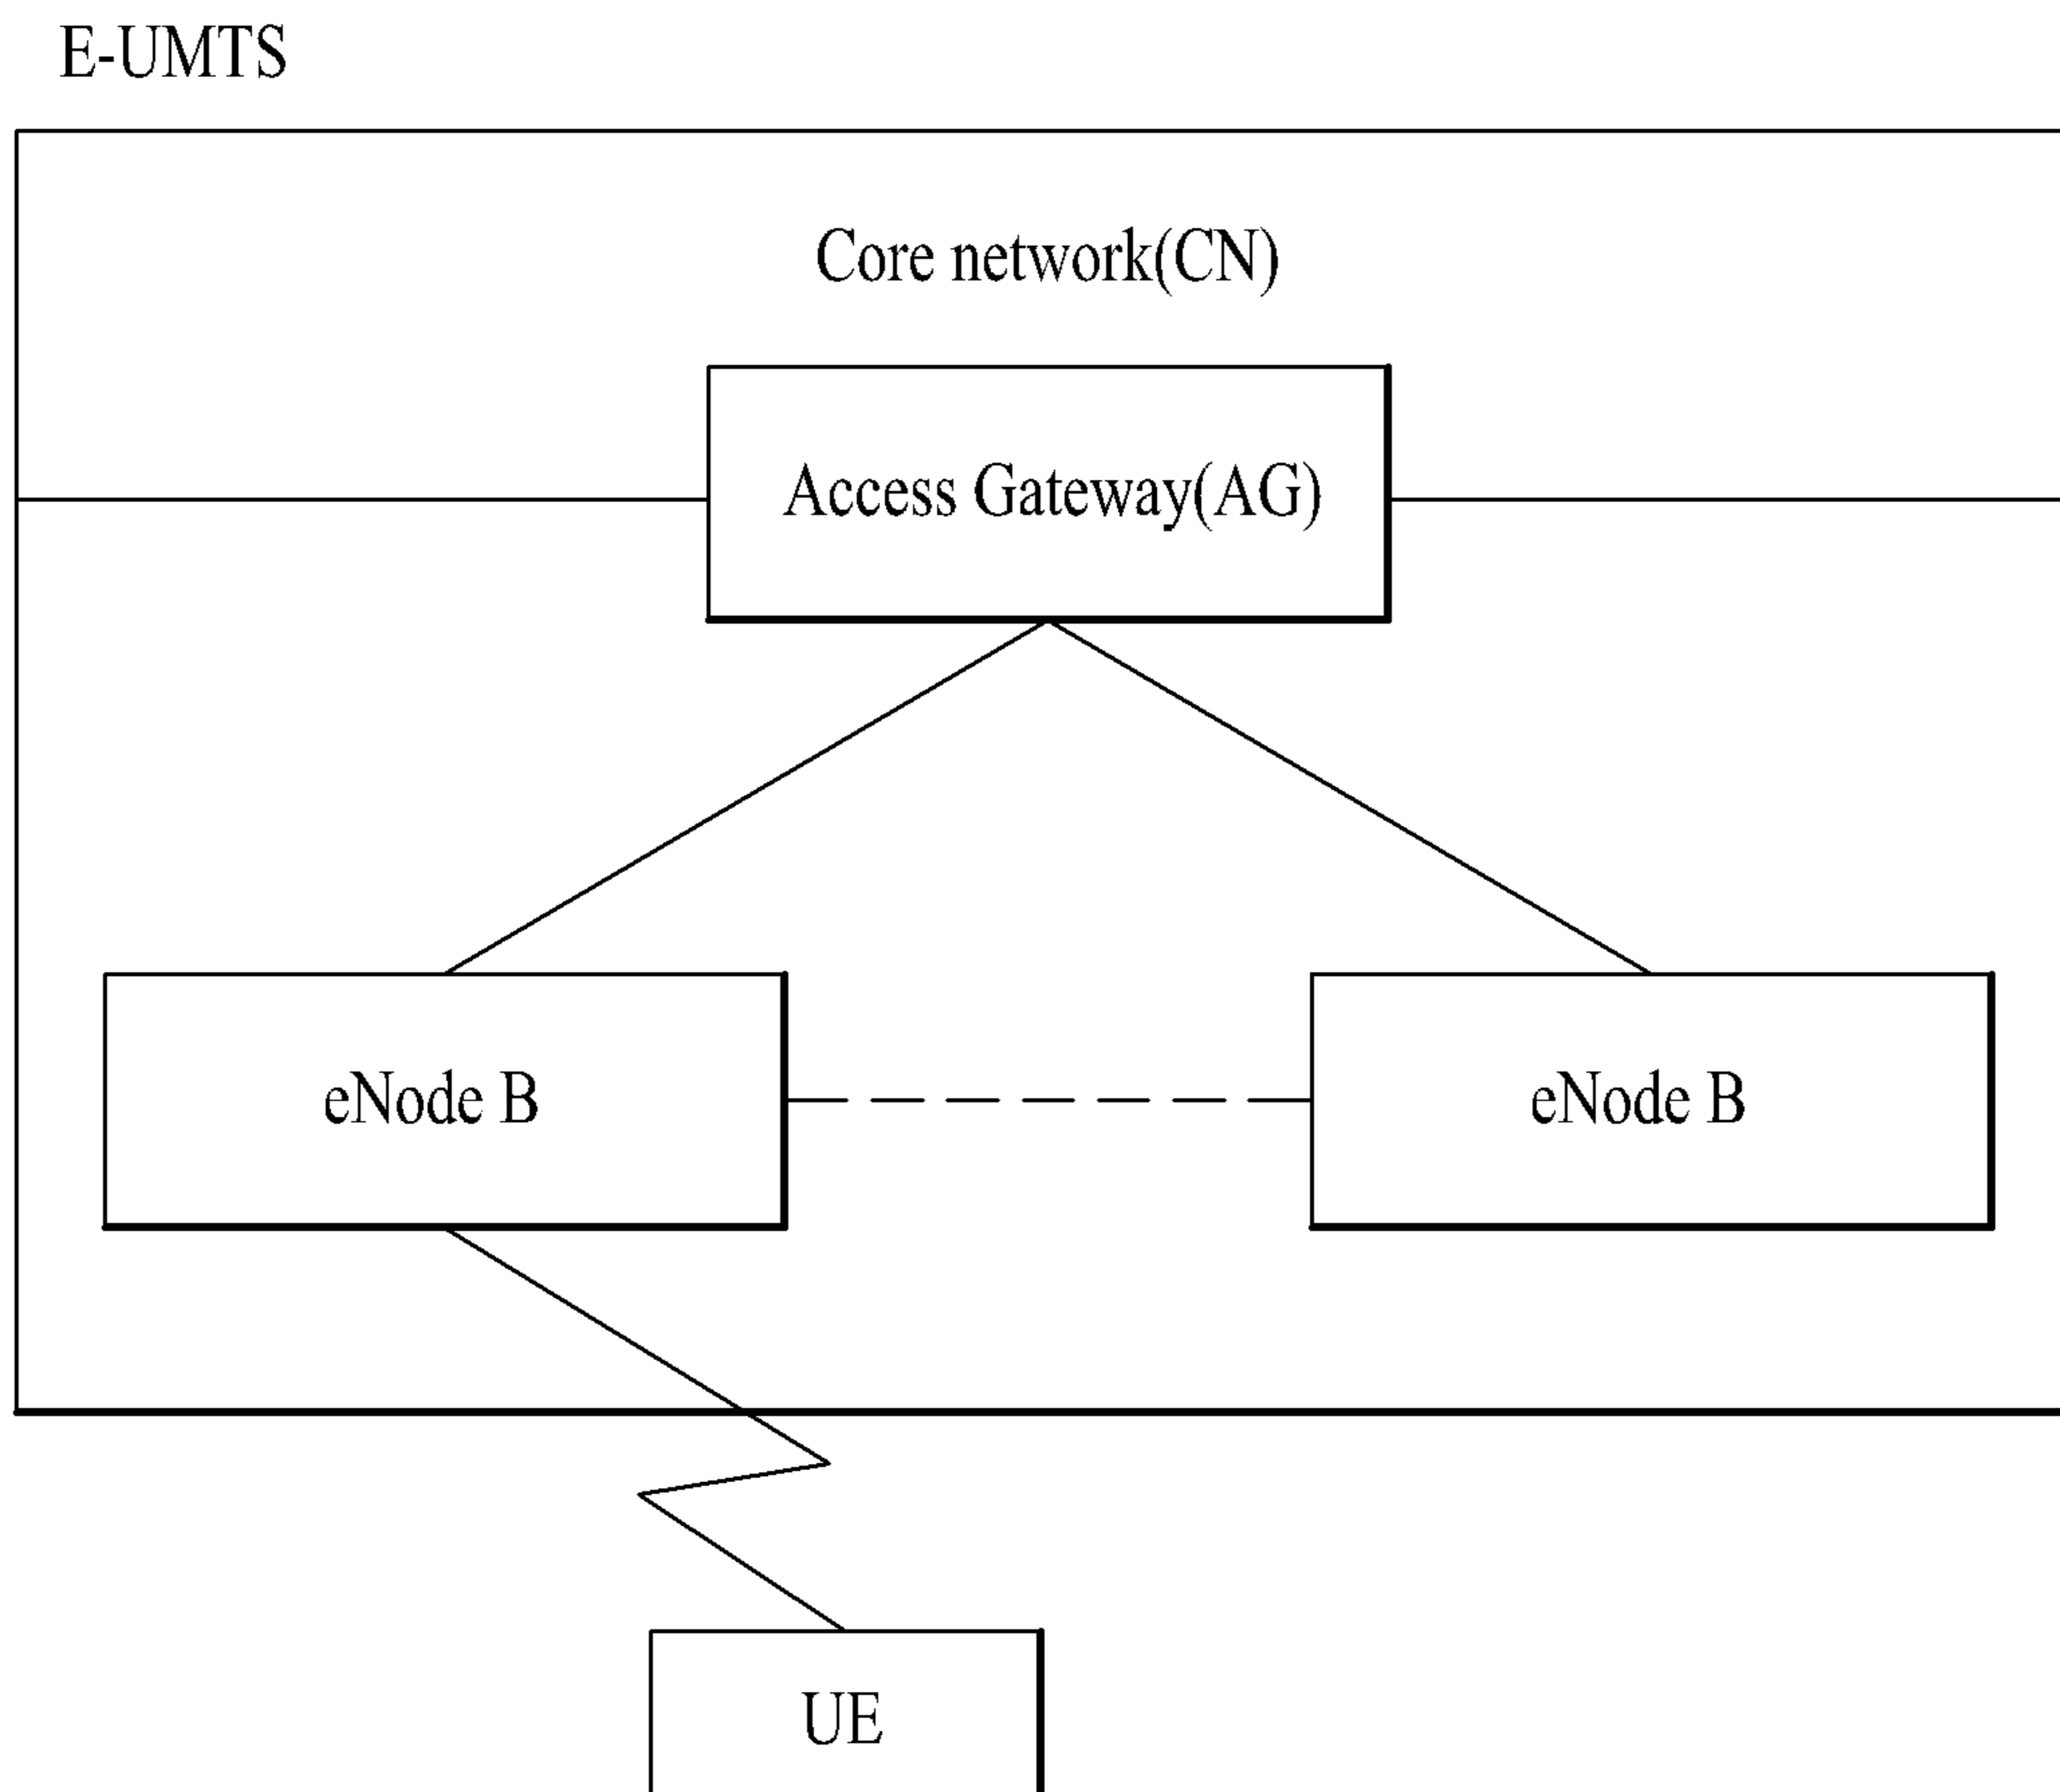 E-UMTS
Core network(CN)
Access Gateway(AG)
eNode B
eNode B
UE